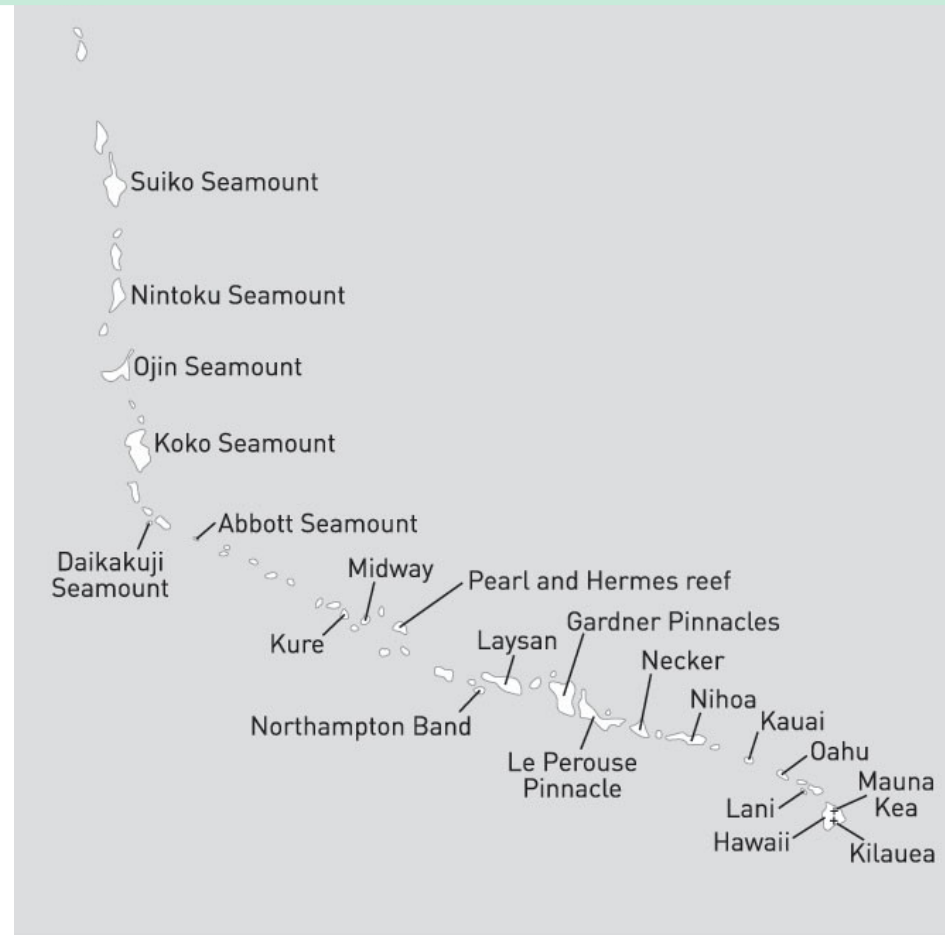 Suiko Seamount
Nintoku Seamount
Ojin Seamount
Koko Seamount
Abbott Seamount
Daikakuji
Seamount
Midway
Pearl and Hermes reef
Kure
Gardner Pinnacles
Laysan
Necker
Northampton Band
Nihoa
Le Perouse
Pinnacle
Kauai
Oahu
Lani
Mauna
Kea
Hawaii
Kilauea